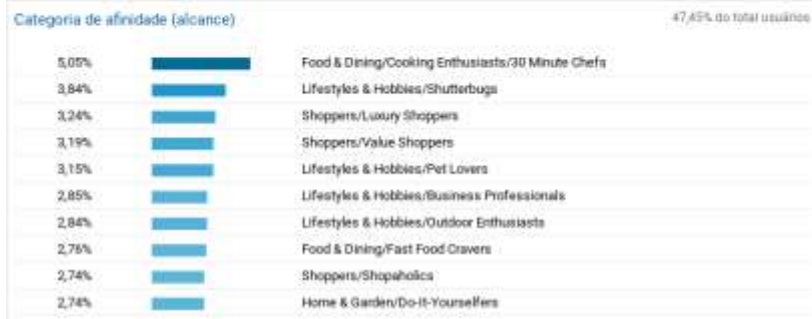 Categoria de afinidade (alcance) 47,45% do total usuários
5,05% Food & Dining/Cooking Enthusiasts/30 Minute Chefs
3,84% Lifestyles & Hobbies/Shutterbugs
3,24% Shoppers/Luxury Shoppers
3,19% Shoppers/Value Shoppers
3,15% Lifestyles & Hobbies/Pet Lovers
2,85% Lifestyles & Hobbies/Business Professionals
2,84% Lifestyles & Hobbies/Outdoor Enthusiasts
2,76% Food & Dining/Fast Food Cravers
2,74% Shoppers/Shopaholics
2,74% Home & Garden/Do-It-Yourselfers